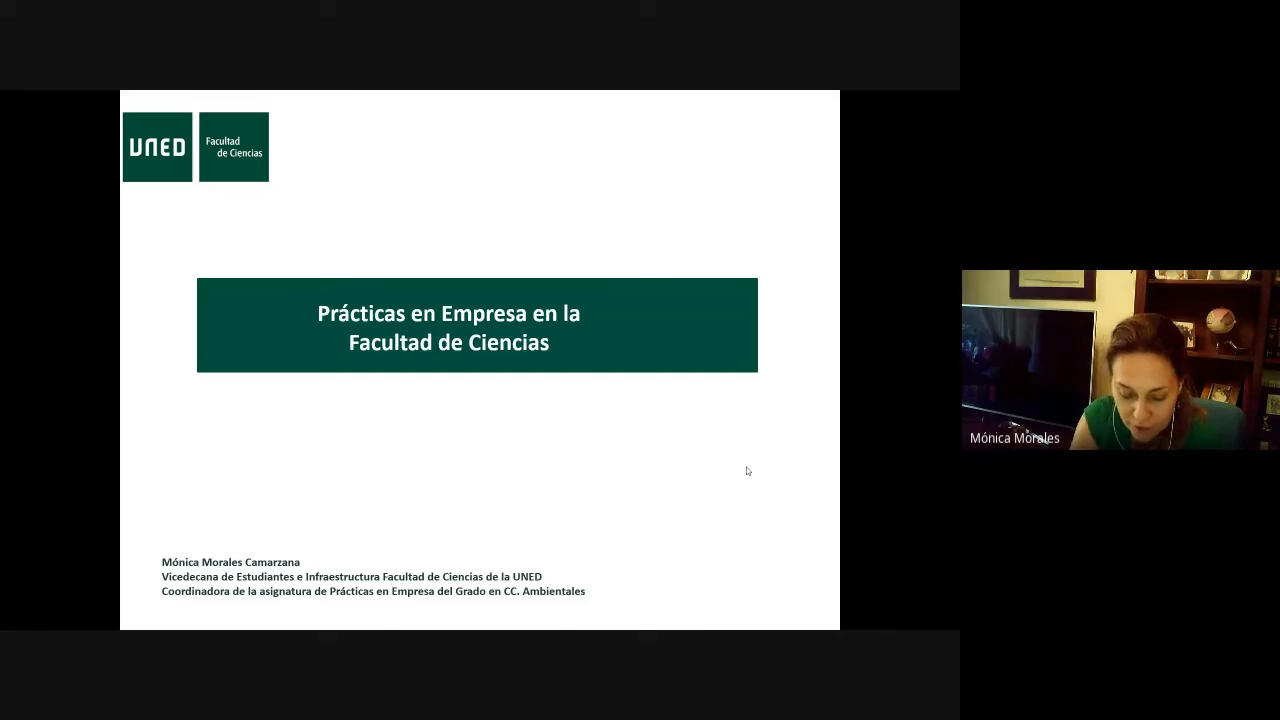 UNED
Facultad
de Ciencias
Prácticas en Empresa en la
Facultad de Ciencias
Mónica Morales
Mónica Morales Camarzana
Vicedecana de Estudiantes e Infraestructura Facultad de Ciencias de la UNED
Coordinadora de la asignatura de Prácticas en Empresa del Grado en CC. Ambientales